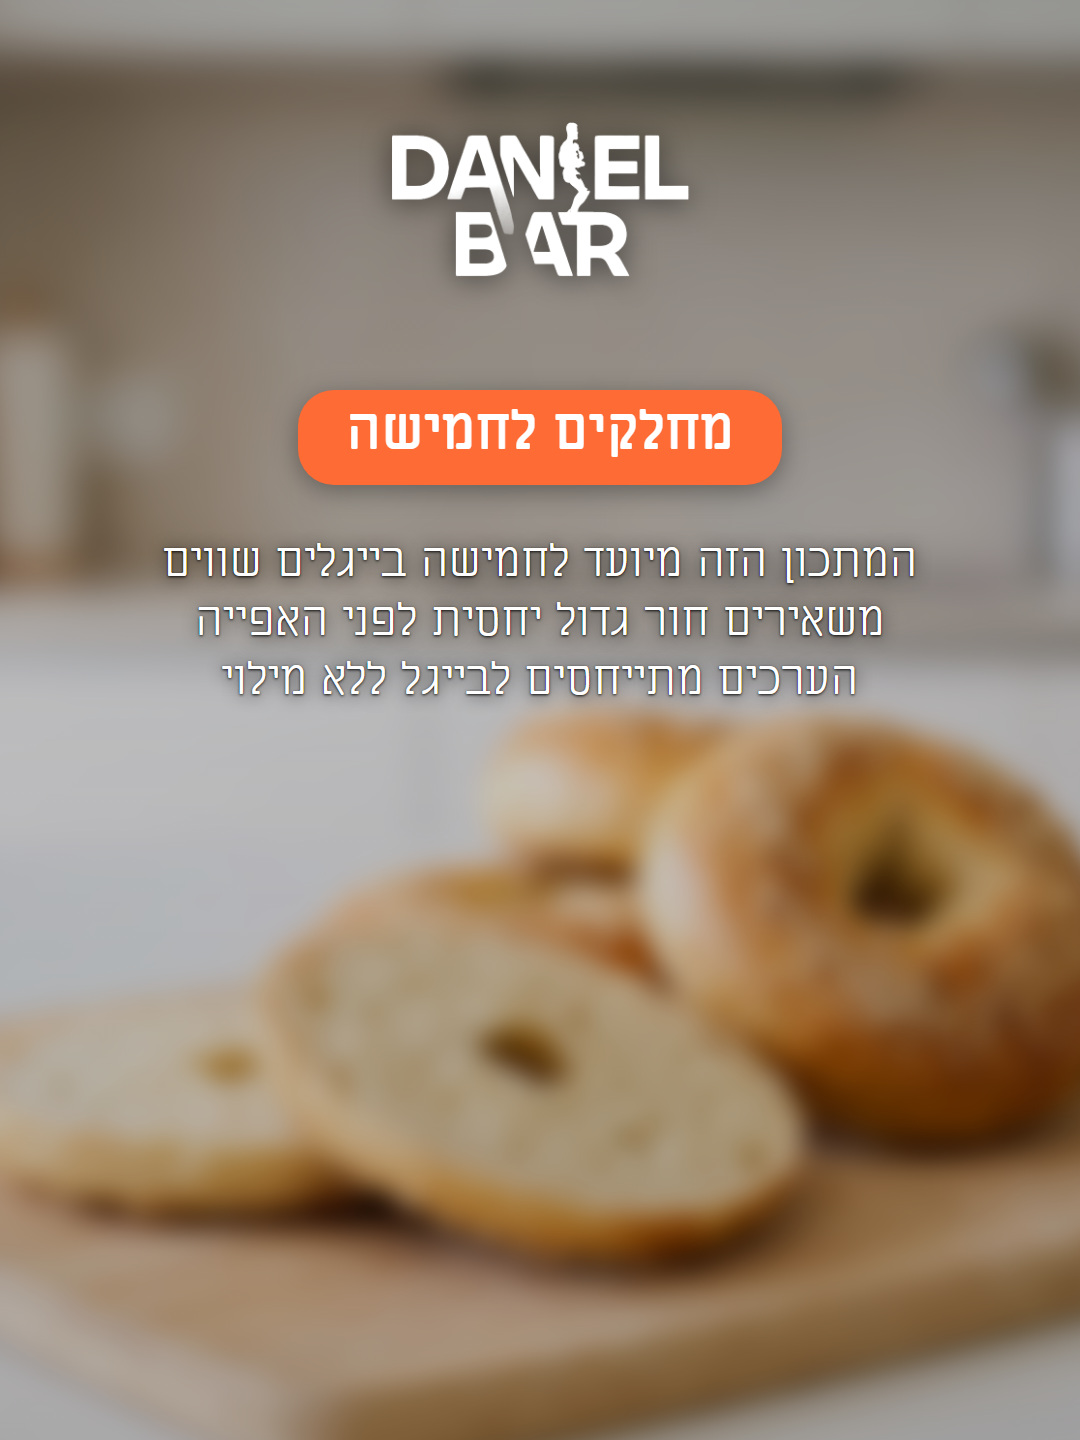 DANIEL
BAR
מחלקים לחמישה
המתכון הזה מיועד לחמישה בייגלים שווים
משאירים חור גדול יחסית לפני האפייה
הערכים מתייחסים לבייגל ללא מילוי